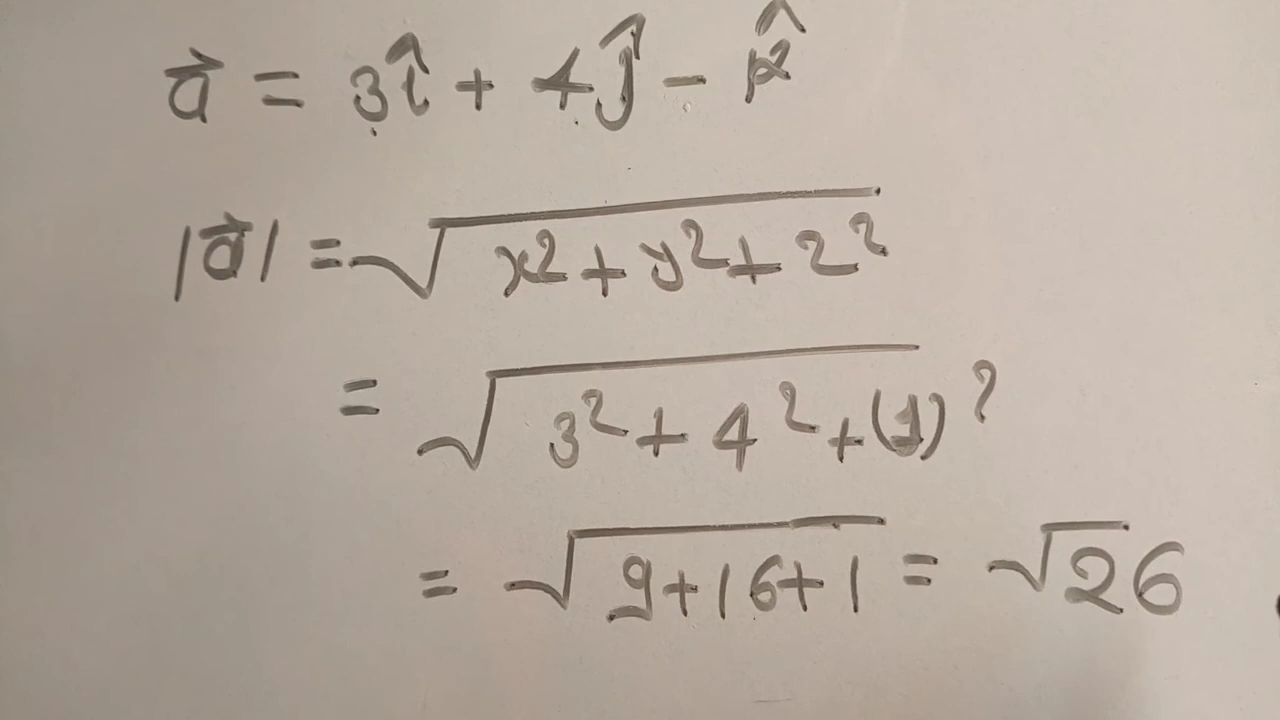 a⃗ = 3î + 4ĵ - k̂
|a⃗| = √(x² + y² + z²)
= √(3² + 4² + (1)²)
= √(9+16+1) = √26